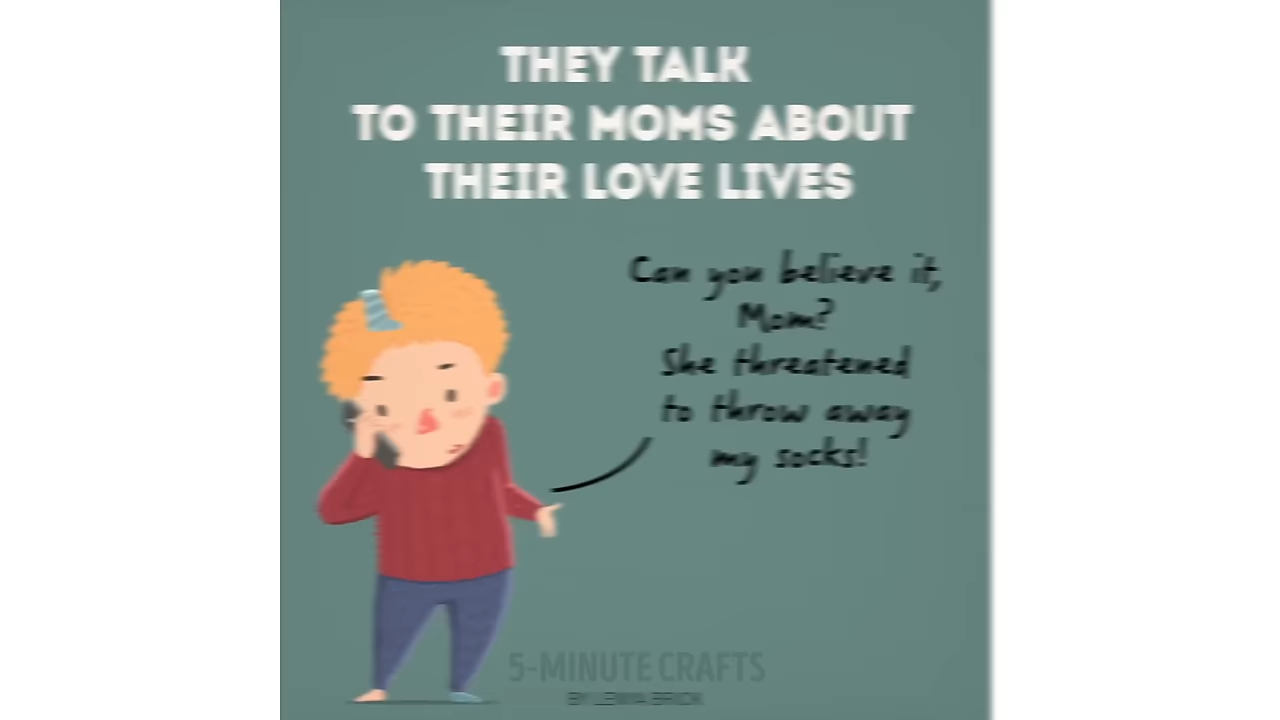 THEY TALK
TO THEIR MOMS ABOUT
THEIR LOVE LIVES
Can you believe it,
Mom?
She threatened
to throw away
my socks!
5-MINUTE CRAFTS
BY